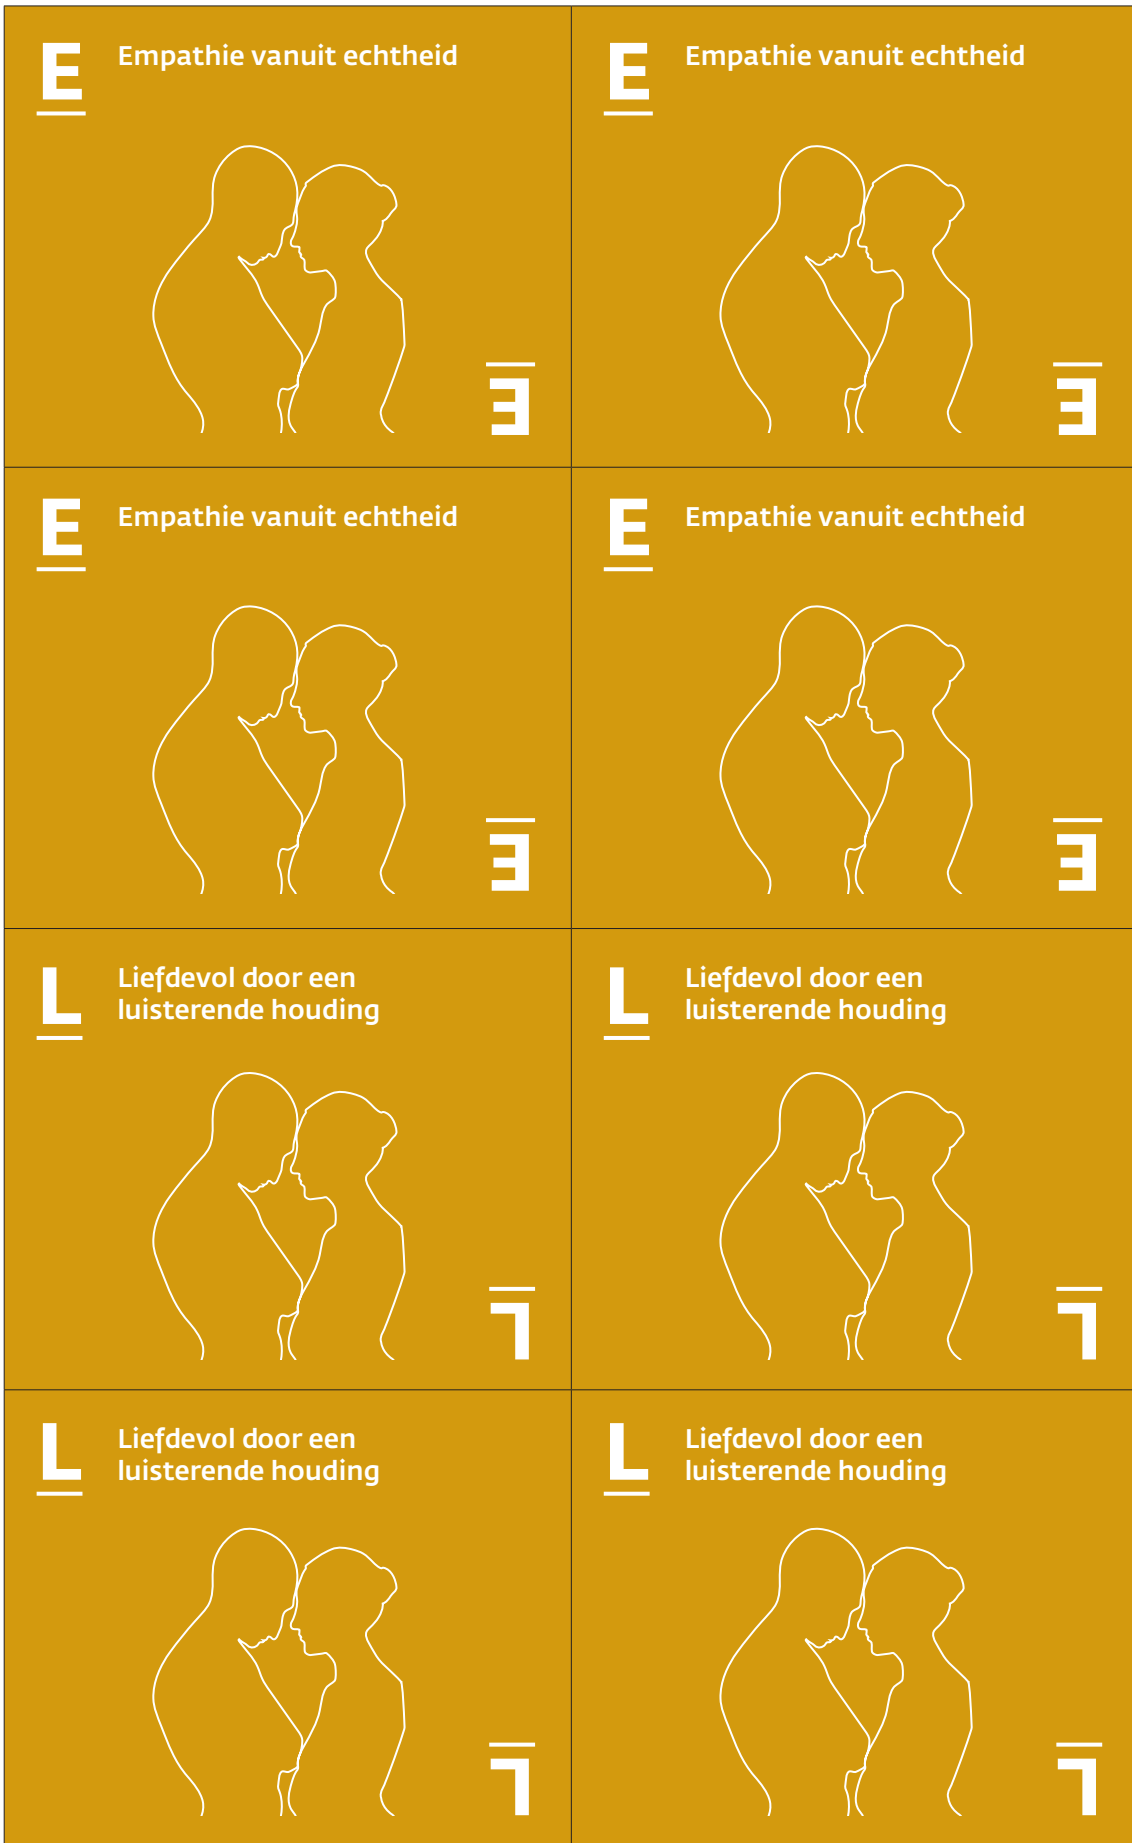 E
Empathie vanuit echtheid
E
E
Empathie vanuit echtheid
E
E
Empathie vanuit echtheid
E
E
Empathie vanuit echtheid
E
L
Liefdevol door een
luisterende houding
L
L
Liefdevol door een
luisterende houding
L
L
Liefdevol door een
luisterende houding
L
L
Liefdevol door een
luisterende houding
L